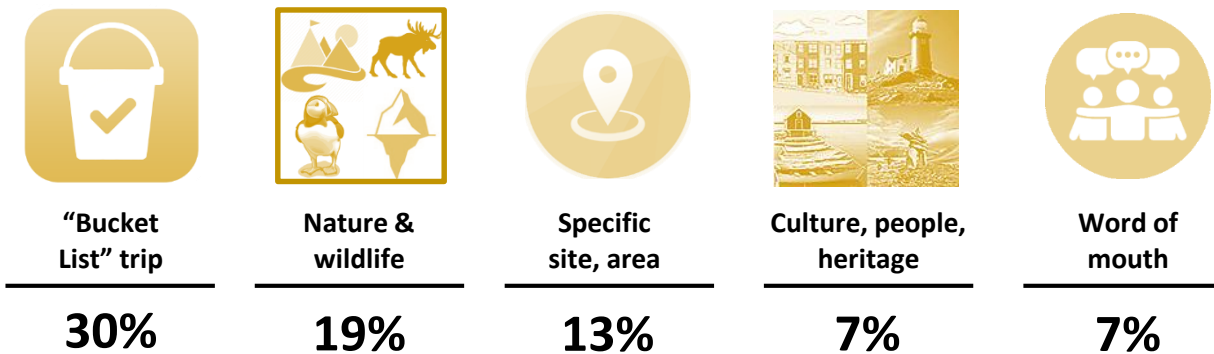 “Bucket
List” trip
30%
Nature &
wildlife
19%
Specific
site, area
13%
Culture, people,
heritage
7%
Word of
mouth
7%